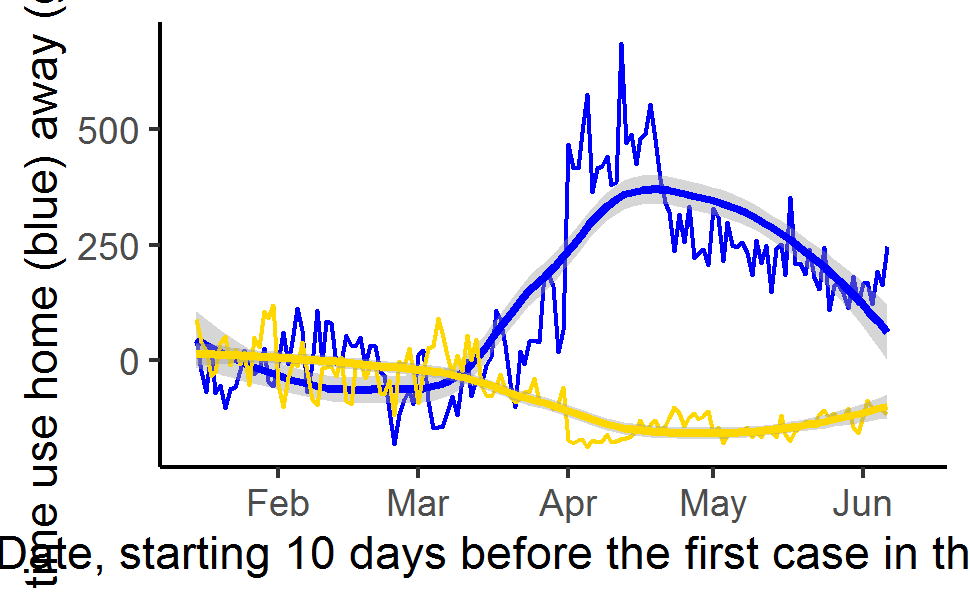 time use home (blue) away (
500
250
0
Feb Mar Apr May Jun
Date, starting 10 days before the first case in th